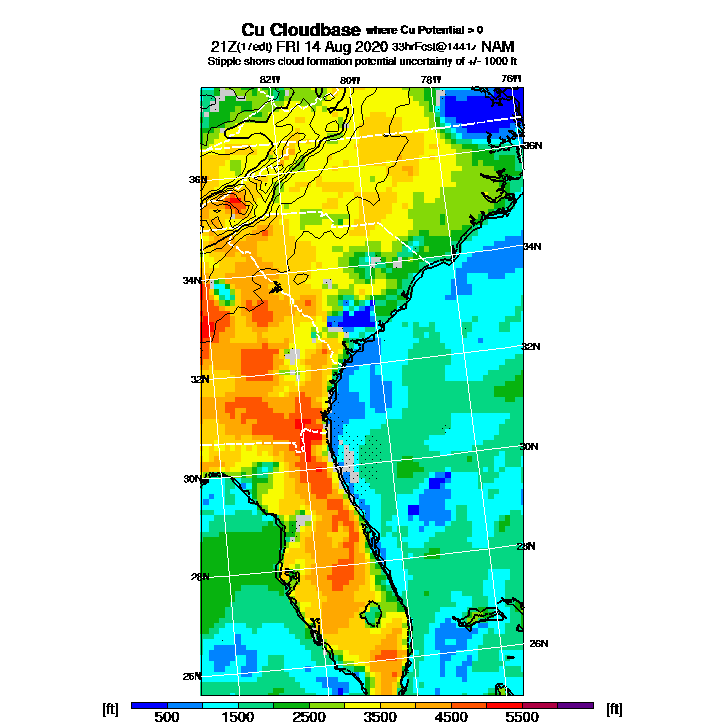 Cu Cloudbase where Cu Potential > 0
21Z(17edt) FRI 14 Aug 2020 33hrFcst@1441z NAM
Stipple shows cloud formation potential uncertainty of +/- 1000 ft
82W 80W 78W 76W
36N
36N
34N
34N
32N
32N
30N
30N
28N
28N
26N
26N
[ft] [ft]
500 1500 2500 3500 4500 5500